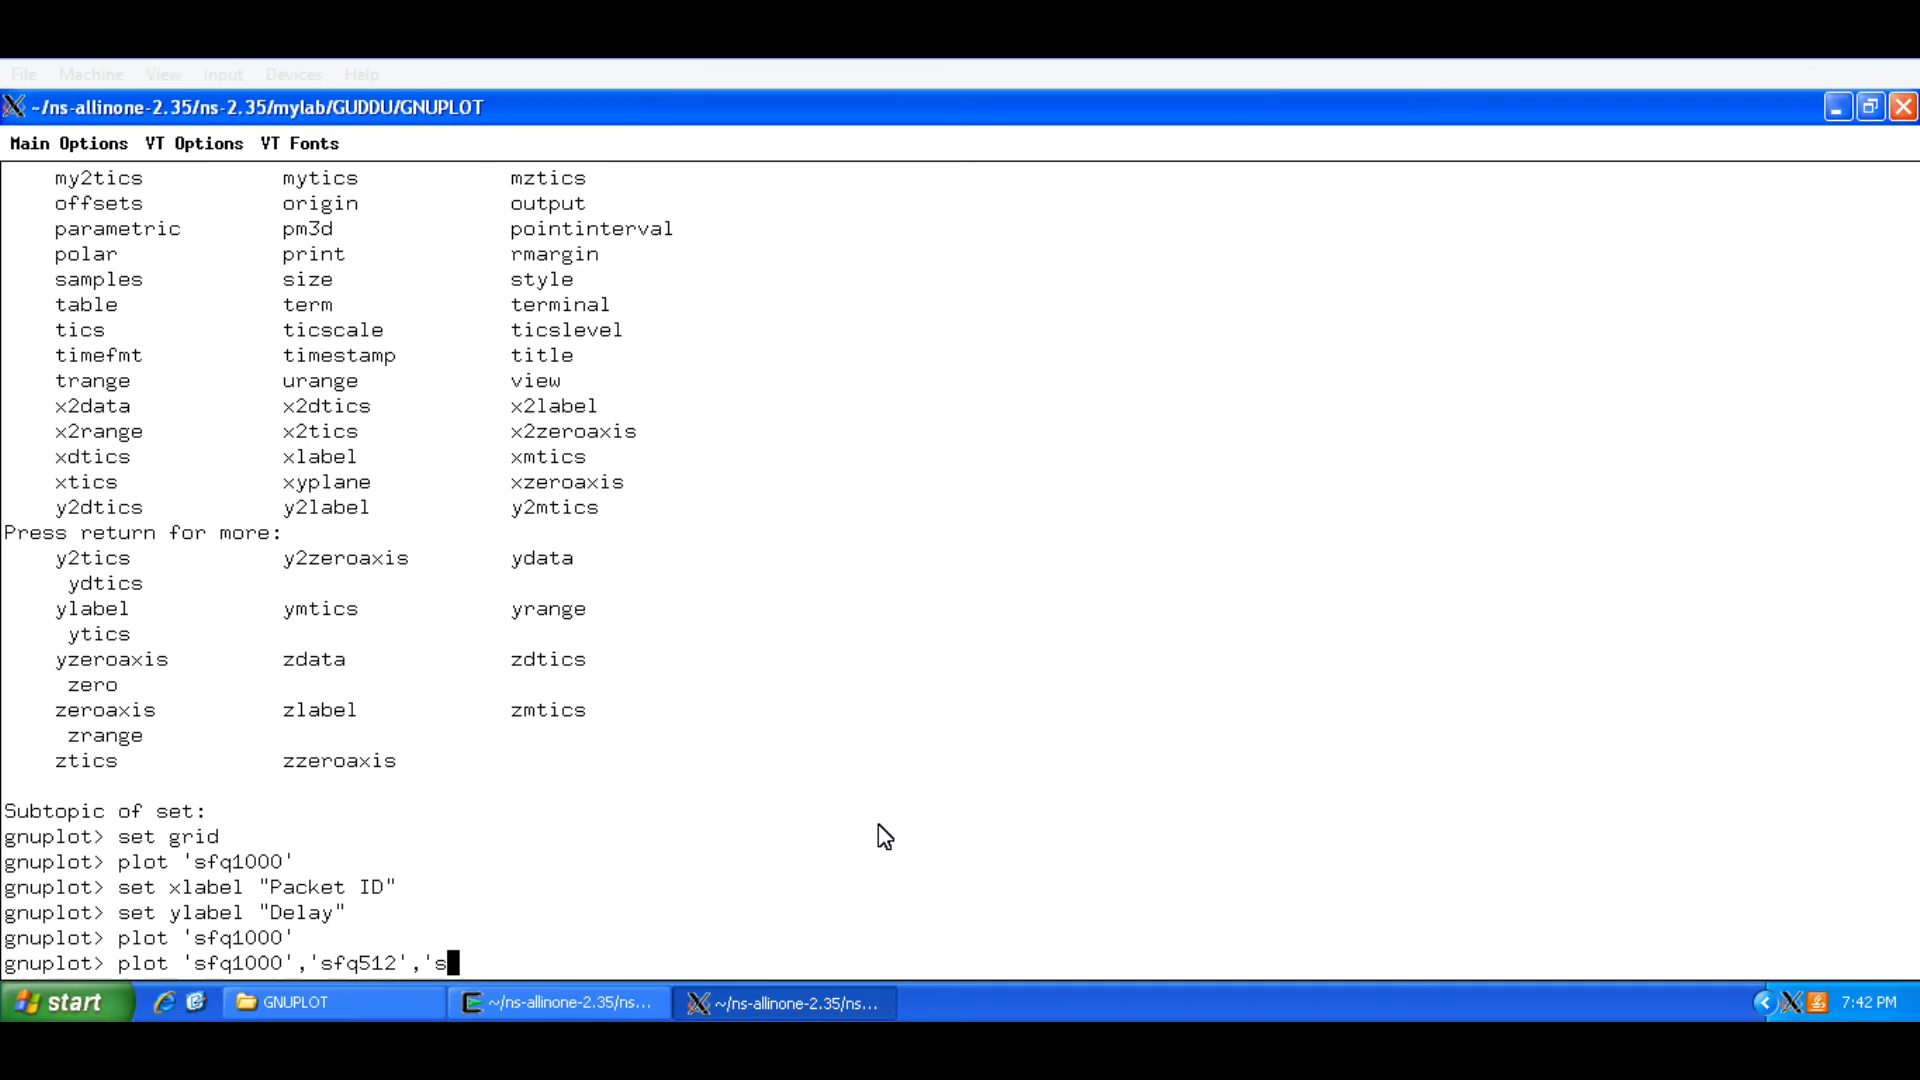 File Machine View Input Devices Help
~/ns-allinone-2.35/ns-2.35/mylab/GUDDU/GNUPLOT
Main Options VT Options VT Fonts
my2tics mytics mztics
offsets origin output
parametric pm3d pointinterval
polar print rmargin
samples size style
table term terminal
tics ticscale ticslevel
timefmt timestamp title
trange urange view
x2data x2dtics x2label
x2range x2tics x2zeroaxis
xdtics xlabel xmtics
xtics xyplane xzeroaxis
y2dtics y2label y2mtics
Press return for more:
y2tics y2zeroaxis ydata
ydtics
ylabel ymtics yrange
ytics
yzeroaxis zdata zdtics
zero
zeroaxis zlabel zmtics
zrange
ztics zzeroaxis
Subtopic of set:
gnuplot> set grid
gnuplot> plot 'sfq1000'
gnuplot> set xlabel "Packet ID"
gnuplot> set ylabel "Delay"
gnuplot> plot 'sfq1000'
gnuplot> plot 'sfq1000','sfq512','s
start GNUPLOT ~/ns-allinone-2.35/ns... ~/ns-allinone-2.35/ns... 7:42 PM